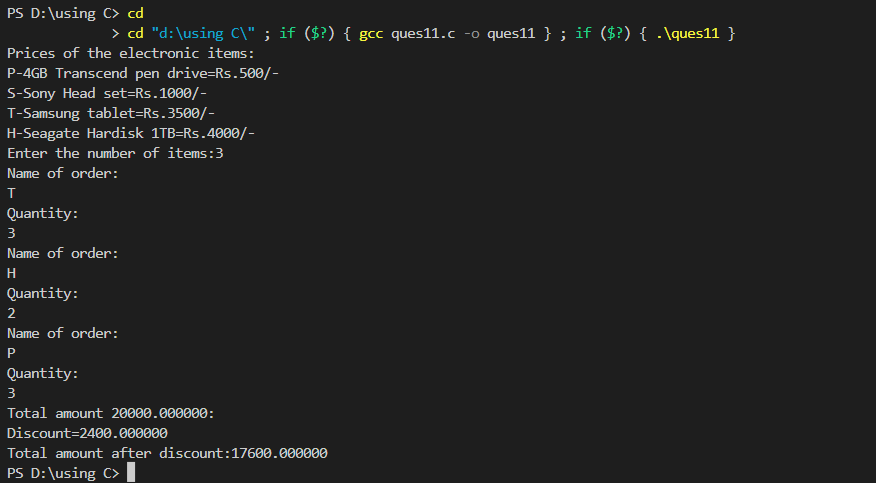 PS D:\using C> cd
> cd "d:\using C\" ; if ($?) { gcc ques11.c -o ques11 } ; if ($?) { .\ques11 }
Prices of the electronic items:
P-4GB Transcend pen drive=Rs.500/-
S-Sony Head set=Rs.1000/-
T-Samsung tablet=Rs.3500/-
H-Seagate Hardisk 1TB=Rs.4000/-
Enter the number of items:3
Name of order:
T
Quantity:
3
Name of order:
H
Quantity:
2
Name of order:
P
Quantity:
3
Total amount 20000.000000:
Discount=2400.000000
Total amount after discount:17600.000000
PS D:\using C>